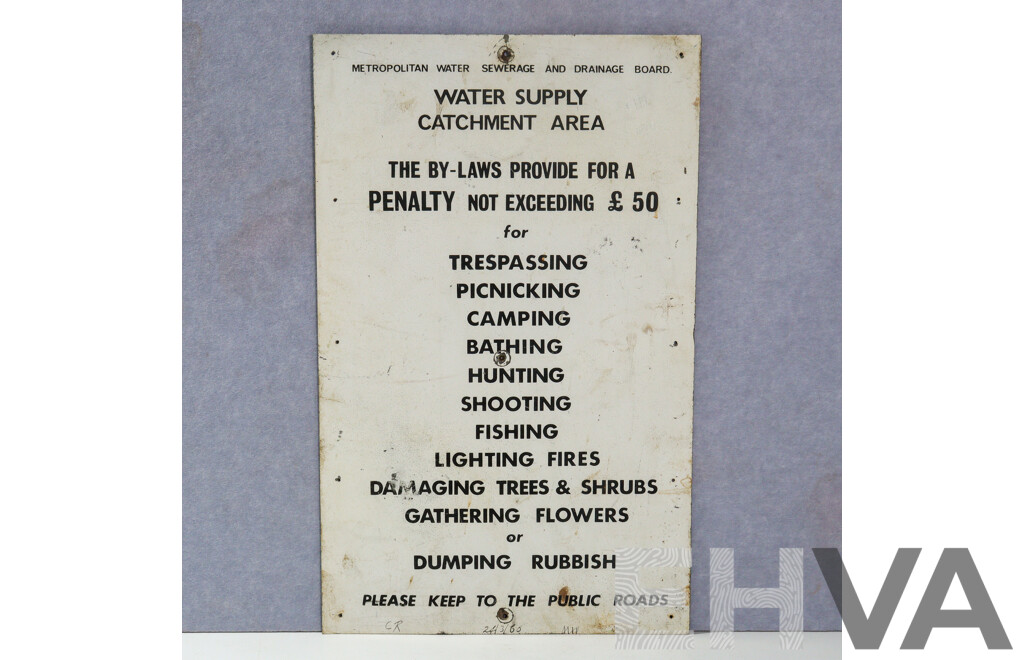 METROPOLITAN WATER SEWERAGE AND DRAINAGE BOARD.
WATER SUPPLY
CATCHMENT AREA
THE BY-LAWS PROVIDE FOR A
PENALTY NOT EXCEEDING £ 50
for
TRESPASSING
PICNICKING
CAMPING
BATHING
HUNTING
SHOOTING
FISHING
LIGHTING FIRES
DAMAGING TREES & SHRUBS
GATHERING FLOWERS
or
DUMPING RUBBISH
PLEASE KEEP TO THE PUBLIC ROADS
CR
HVA